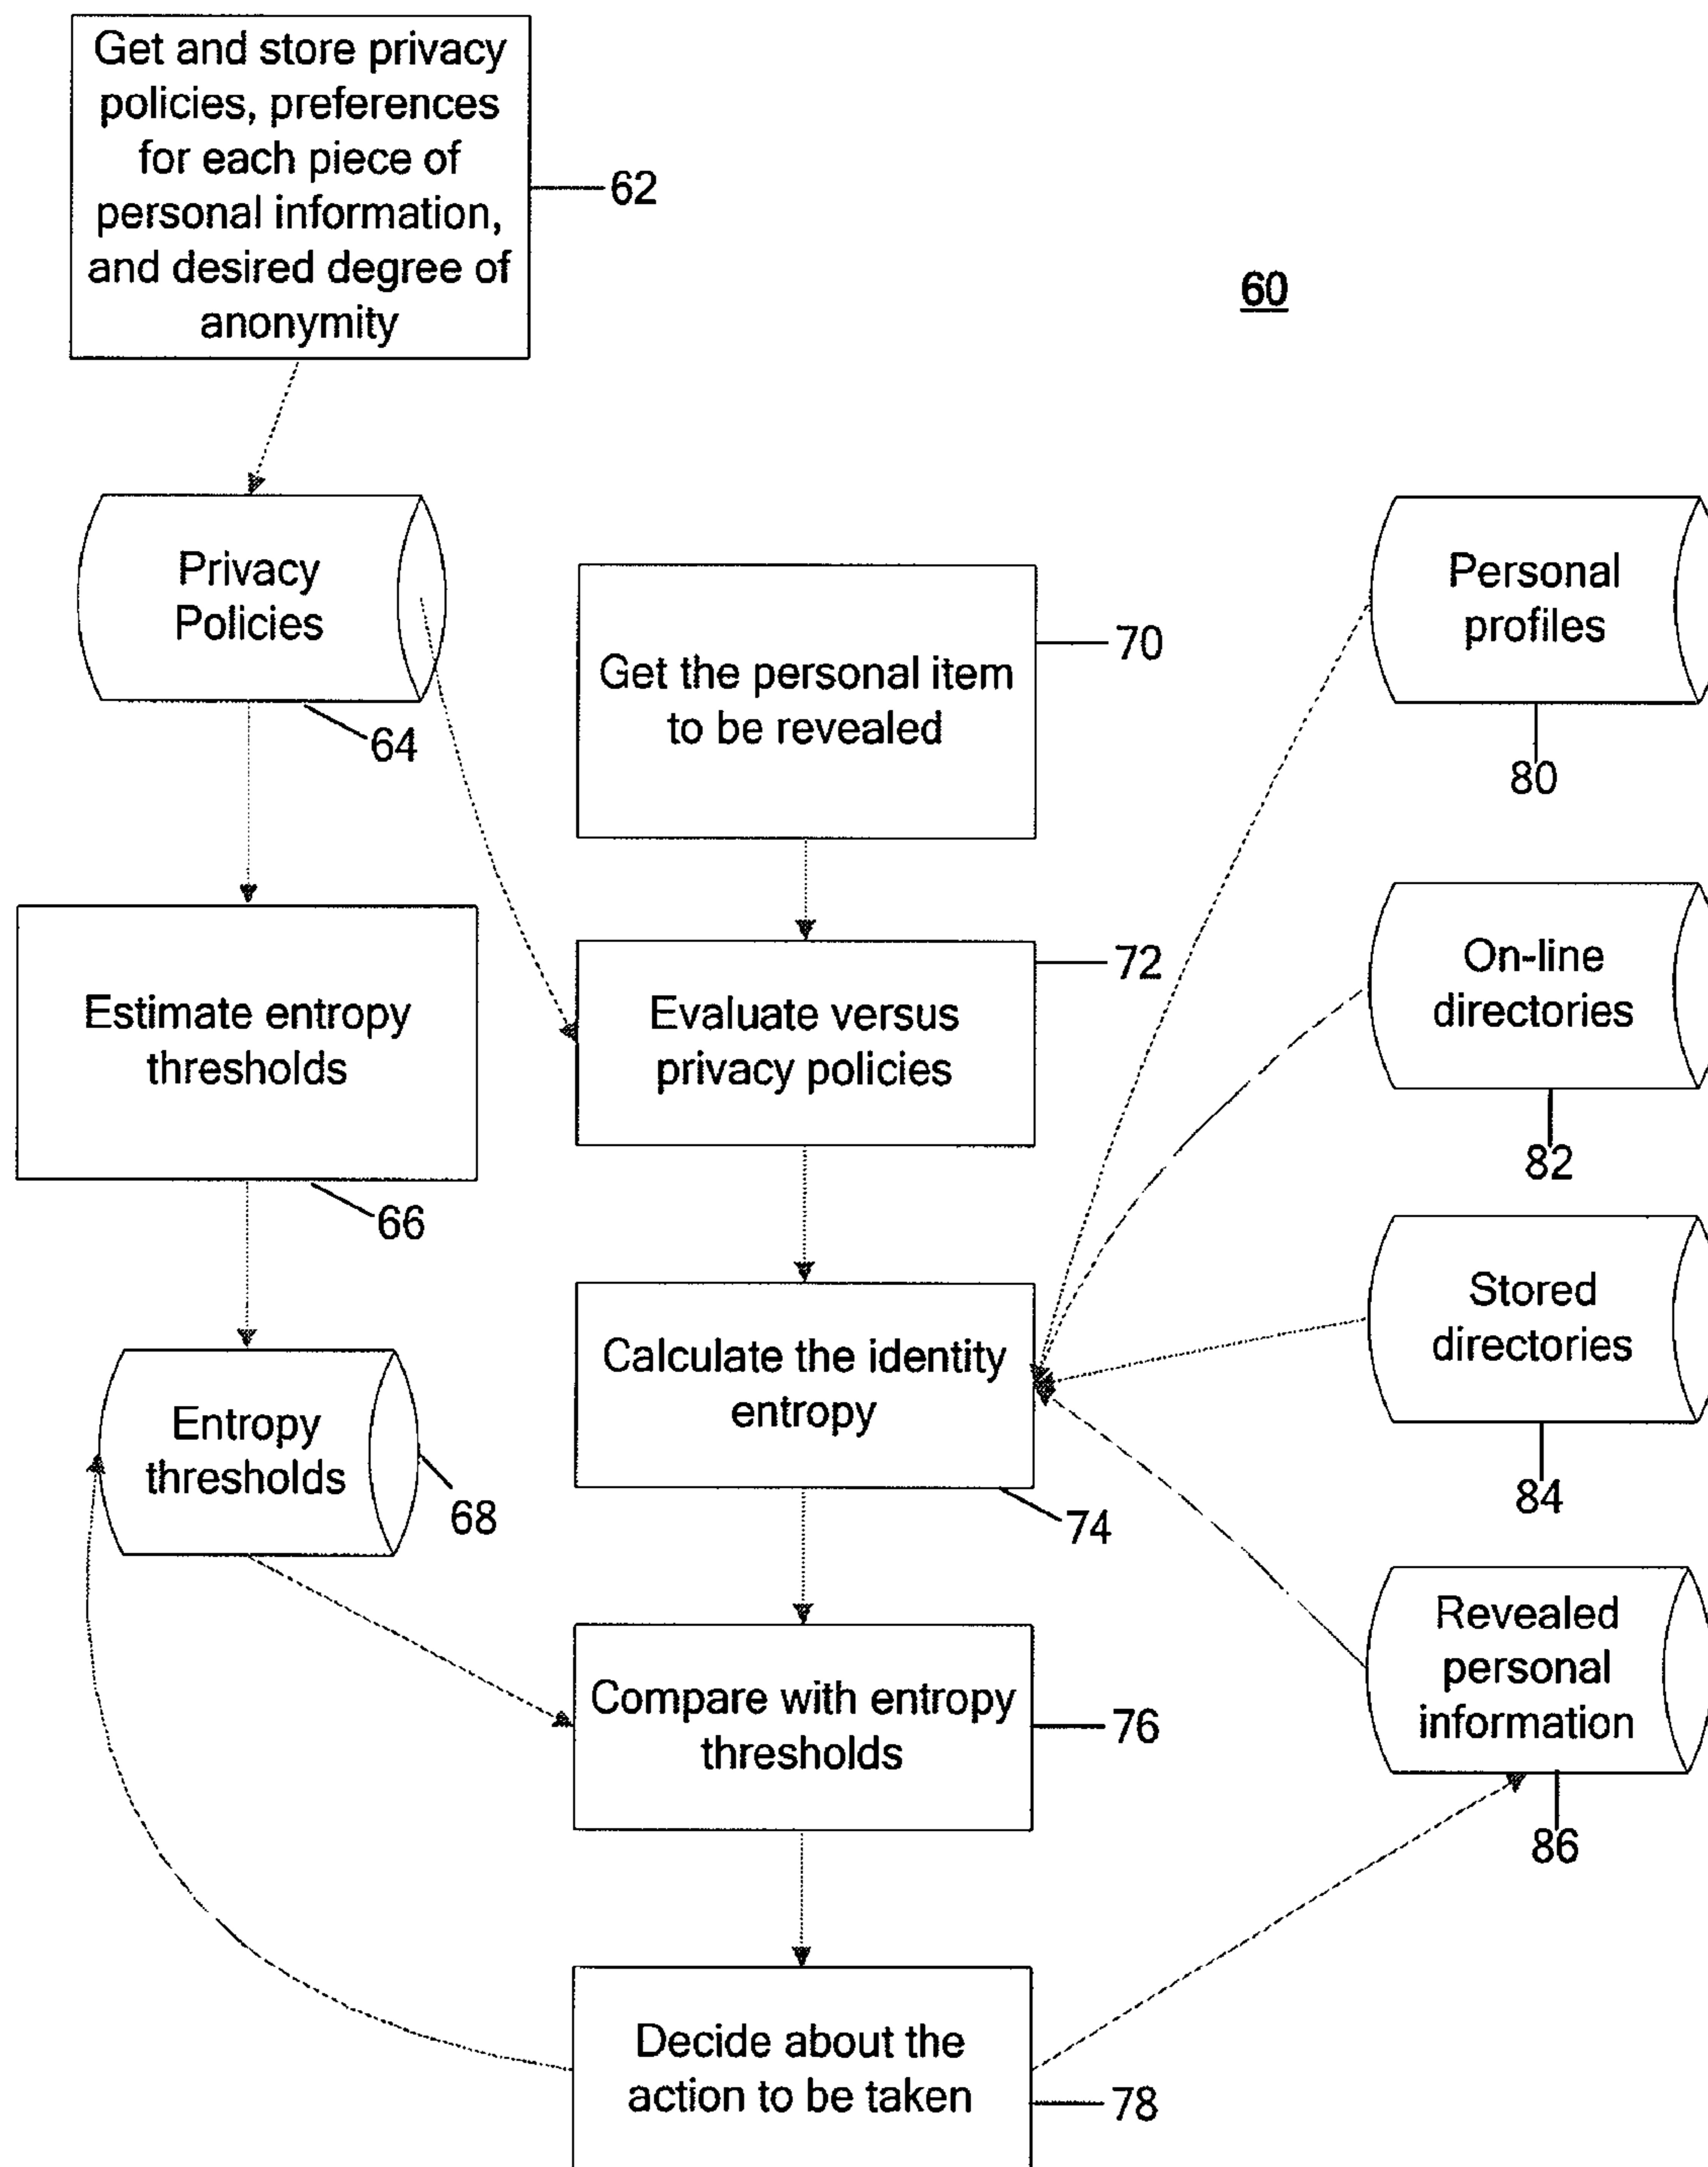 Get and store privacy
policies, preferences
for each piece of
personal information,
and desired degree of
anonymity
62
60
Privacy
Policies
64
Get the personal item
to be revealed
70
Personal
profiles
80
Estimate entropy
thresholds
66
Evaluate versus
privacy policies
72
On-line
directories
82
Entropy
thresholds
68
Calculate the identity
entropy
74
Stored
directories
84
Compare with entropy
thresholds
76
Revealed
personal
information
86
Decide about the
action to be taken
78